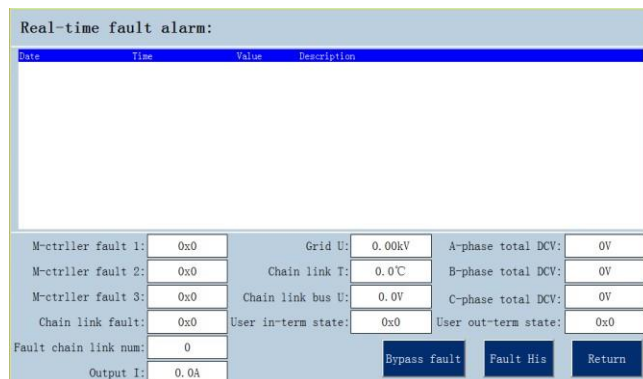 Real-time fault alarm:
Date Time Value Description
M-ctrller fault 1: 0x0 Grid U: 0.00kV A-phase total DCV: 0V
M-ctrller fault 2: 0x0 Chain link T: 0.0℃ B-phase total DCV: 0V
M-ctrller fault 3: 0x0 Chain link bus U: 0.0V C-phase total DCV: 0V
Chain link fault: 0x0 User in-term state: 0x0 User out-term state: 0x0
Fault chain link num: 0
Output I: 0.0A
Bypass fault Fault His Return